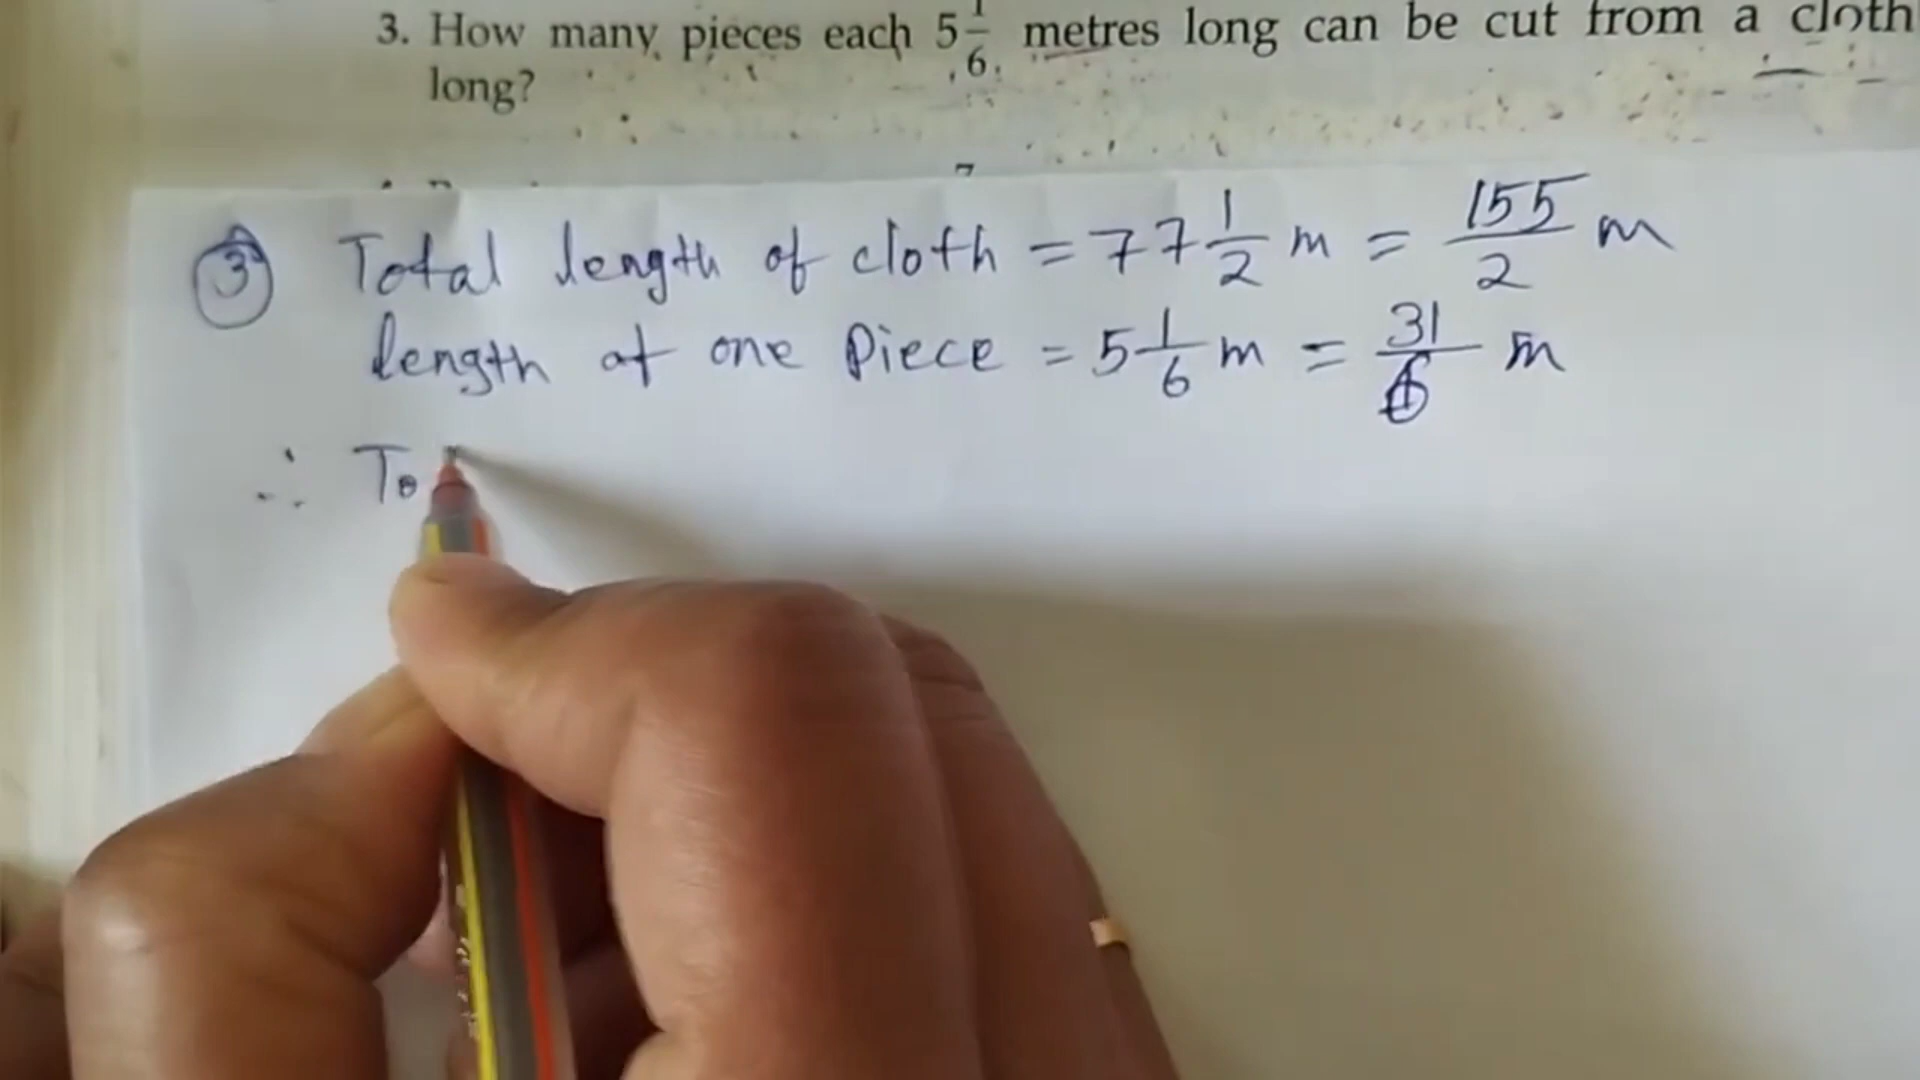 3. How many pieces each 5 1/6 metres long can be cut from a cloth
long?
3 Total length of cloth = 77 1/2 m = 155/2 m
length of one Piece = 5 1/6 m = 31/6 m
∴ To